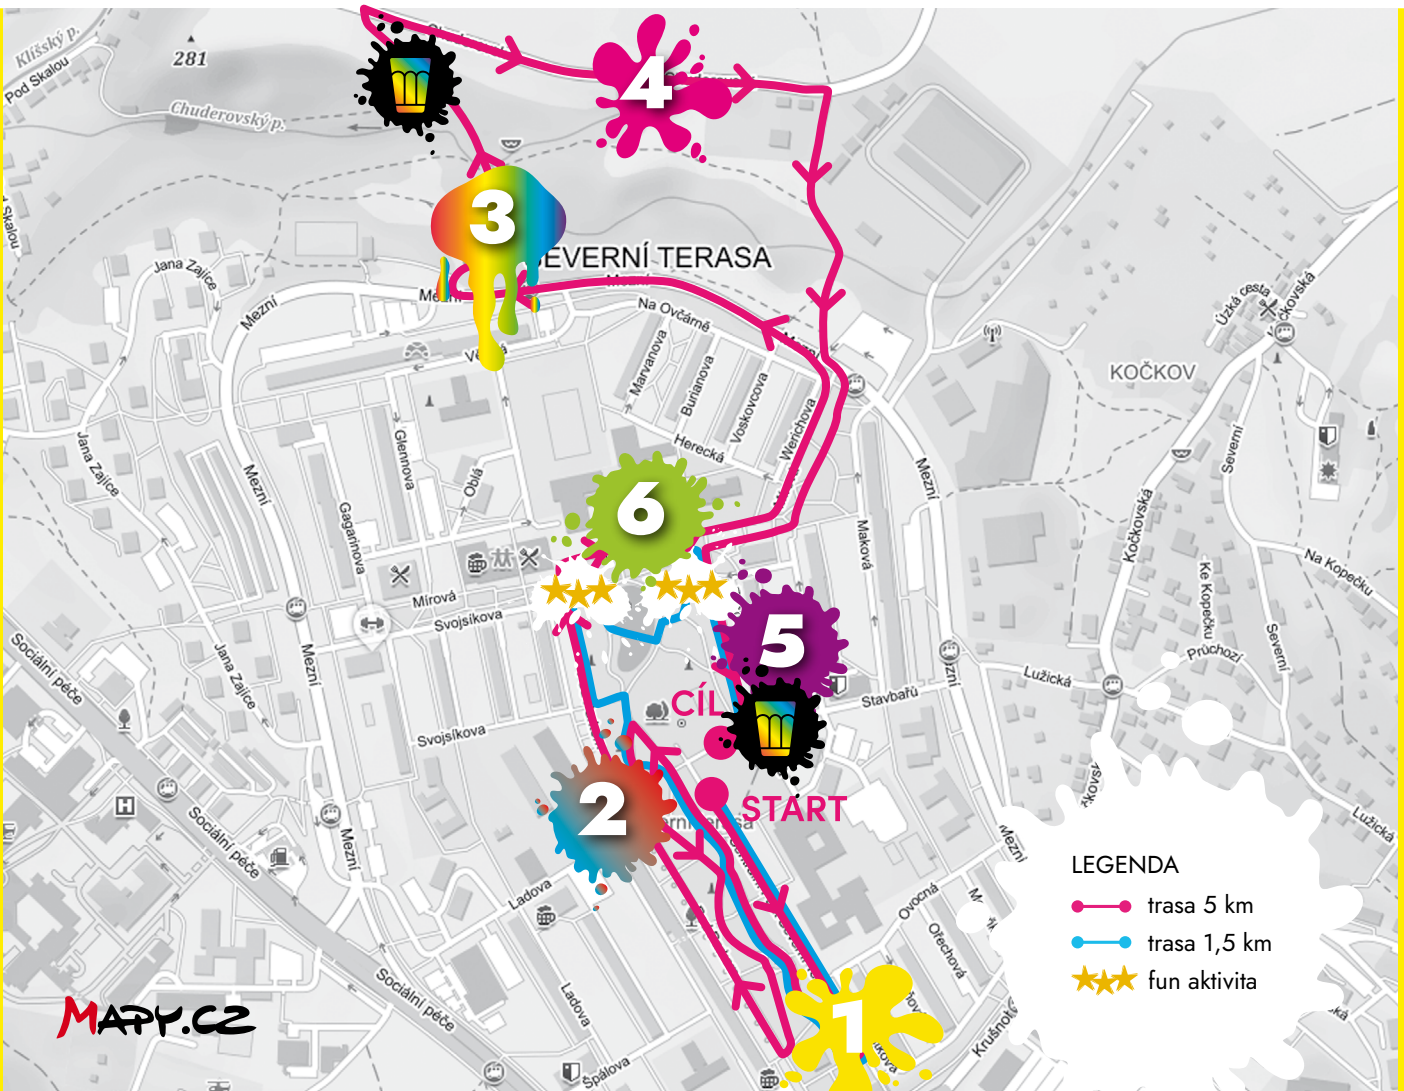 Klíšský p.
Pod Skalou
281
Chuderovský p.
4
3
SEVERNÍ TERASA
Jana Zajíce
Mezní
Mezní
Na Ovčárně
Mezní
Úzká cesta
Kočkovská
KOČKOV
Marvanova
Burianova
Voskovcova
Werichova
Herecká
Jana Zajíce
Glennova
Oblá
Gagarinova
Mezní
Mezní
Maková
Severní
Kočkovská
6
Na Kopečku
Ke Kopečku
Mírová
Svojsíkova
Sociální péče
Jana Zajíce
Mezní
5
Průchozí
Severní
Lužická
Stavbařů
CÍL
Svojsíkova
START
2
Sociální péče
Mezní
Mezní
Lužická
Ladova
Ovocná
Ořechová
Sociální péče
Ladova
Špálova
1
MAPY.CZ
LEGENDA
trasa 5 km
trasa 1,5 km
fun aktivita